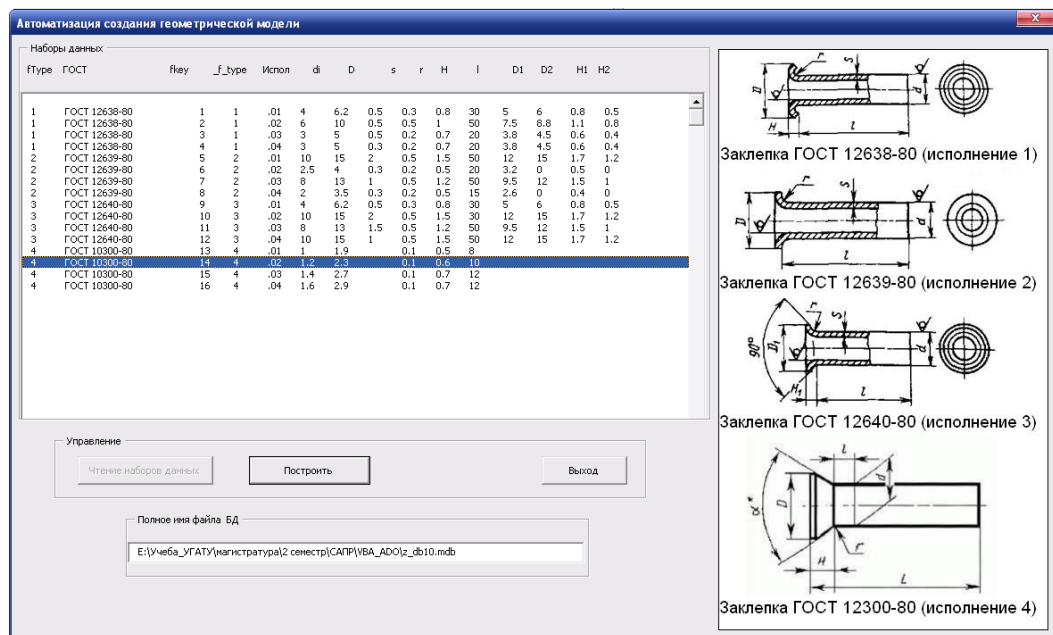 Автоматизация создания геометрической модели
Наборы данных
fType ГОСТ fkey _f_type Испол di D s r H l D1 D2 H1 H2
1 ГОСТ 12638-80 1 1 .01 4 6.2 0.5 0.3 0.8 30 5 6 0.8 0.5
1 ГОСТ 12638-80 2 1 .02 6 10 0.5 0.5 1 50 7.5 8.8 1.1 0.8
1 ГОСТ 12638-80 3 1 .03 3 5 0.5 0.2 0.7 20 3.8 4.5 0.6 0.4
1 ГОСТ 12638-80 4 1 .04 3 5 0.3 0.2 0.7 20 3.8 4.5 0.6 0.4
2 ГОСТ 12639-80 5 2 .01 10 15 2 0.5 1.5 50 12 15 1.7 1.2
2 ГОСТ 12639-80 6 2 .02 2.5 4 0.3 0.2 0.5 20 3.2 0 0.5 0
2 ГОСТ 12639-80 7 2 .03 8 13 1 0.5 1.2 50 9.5 12 1.5 1
2 ГОСТ 12639-80 8 2 .04 2 3.5 0.3 0.2 0.5 15 2.6 0 0.4 0
3 ГОСТ 12640-80 9 3 .01 4 6.2 0.5 0.3 0.8 30 5 6 0.8 0.5
3 ГОСТ 12640-80 10 3 .02 10 15 2 0.5 1.5 30 12 15 1.7 1.2
3 ГОСТ 12640-80 11 3 .03 8 13 1.5 0.5 1.2 50 9.5 12 1.5 1
3 ГОСТ 12640-80 12 3 .04 10 15 1 0.5 1.5 50 12 15 1.7 1.2
4 ГОСТ 10300-80 13 4 .01 1 1.9 0.1 0.5 8
4 ГОСТ 10300-80 14 4 .02 1.2 2.3 0.1 0.6 10
4 ГОСТ 10300-80 15 4 .03 1.4 2.7 0.1 0.7 12
4 ГОСТ 10300-80 16 4 .04 1.6 2.9 0.1 0.7 12
Управление
Чтение наборов данных Построить Выход
Полное имя файла БД
E:\Учеба_УГАТУ\магистратура\2 семестр\САПР\VBA_ADO\z_db10.mdb
r s D d H l
Заклепка ГОСТ 12638-80 (исполнение 1)
r s D d l
Заклепка ГОСТ 12639-80 (исполнение 2)
90° r s D₁ d H₁ l
Заклепка ГОСТ 12640-80 (исполнение 3)
l d α* D r H L
Заклепка ГОСТ 12300-80 (исполнение 4)